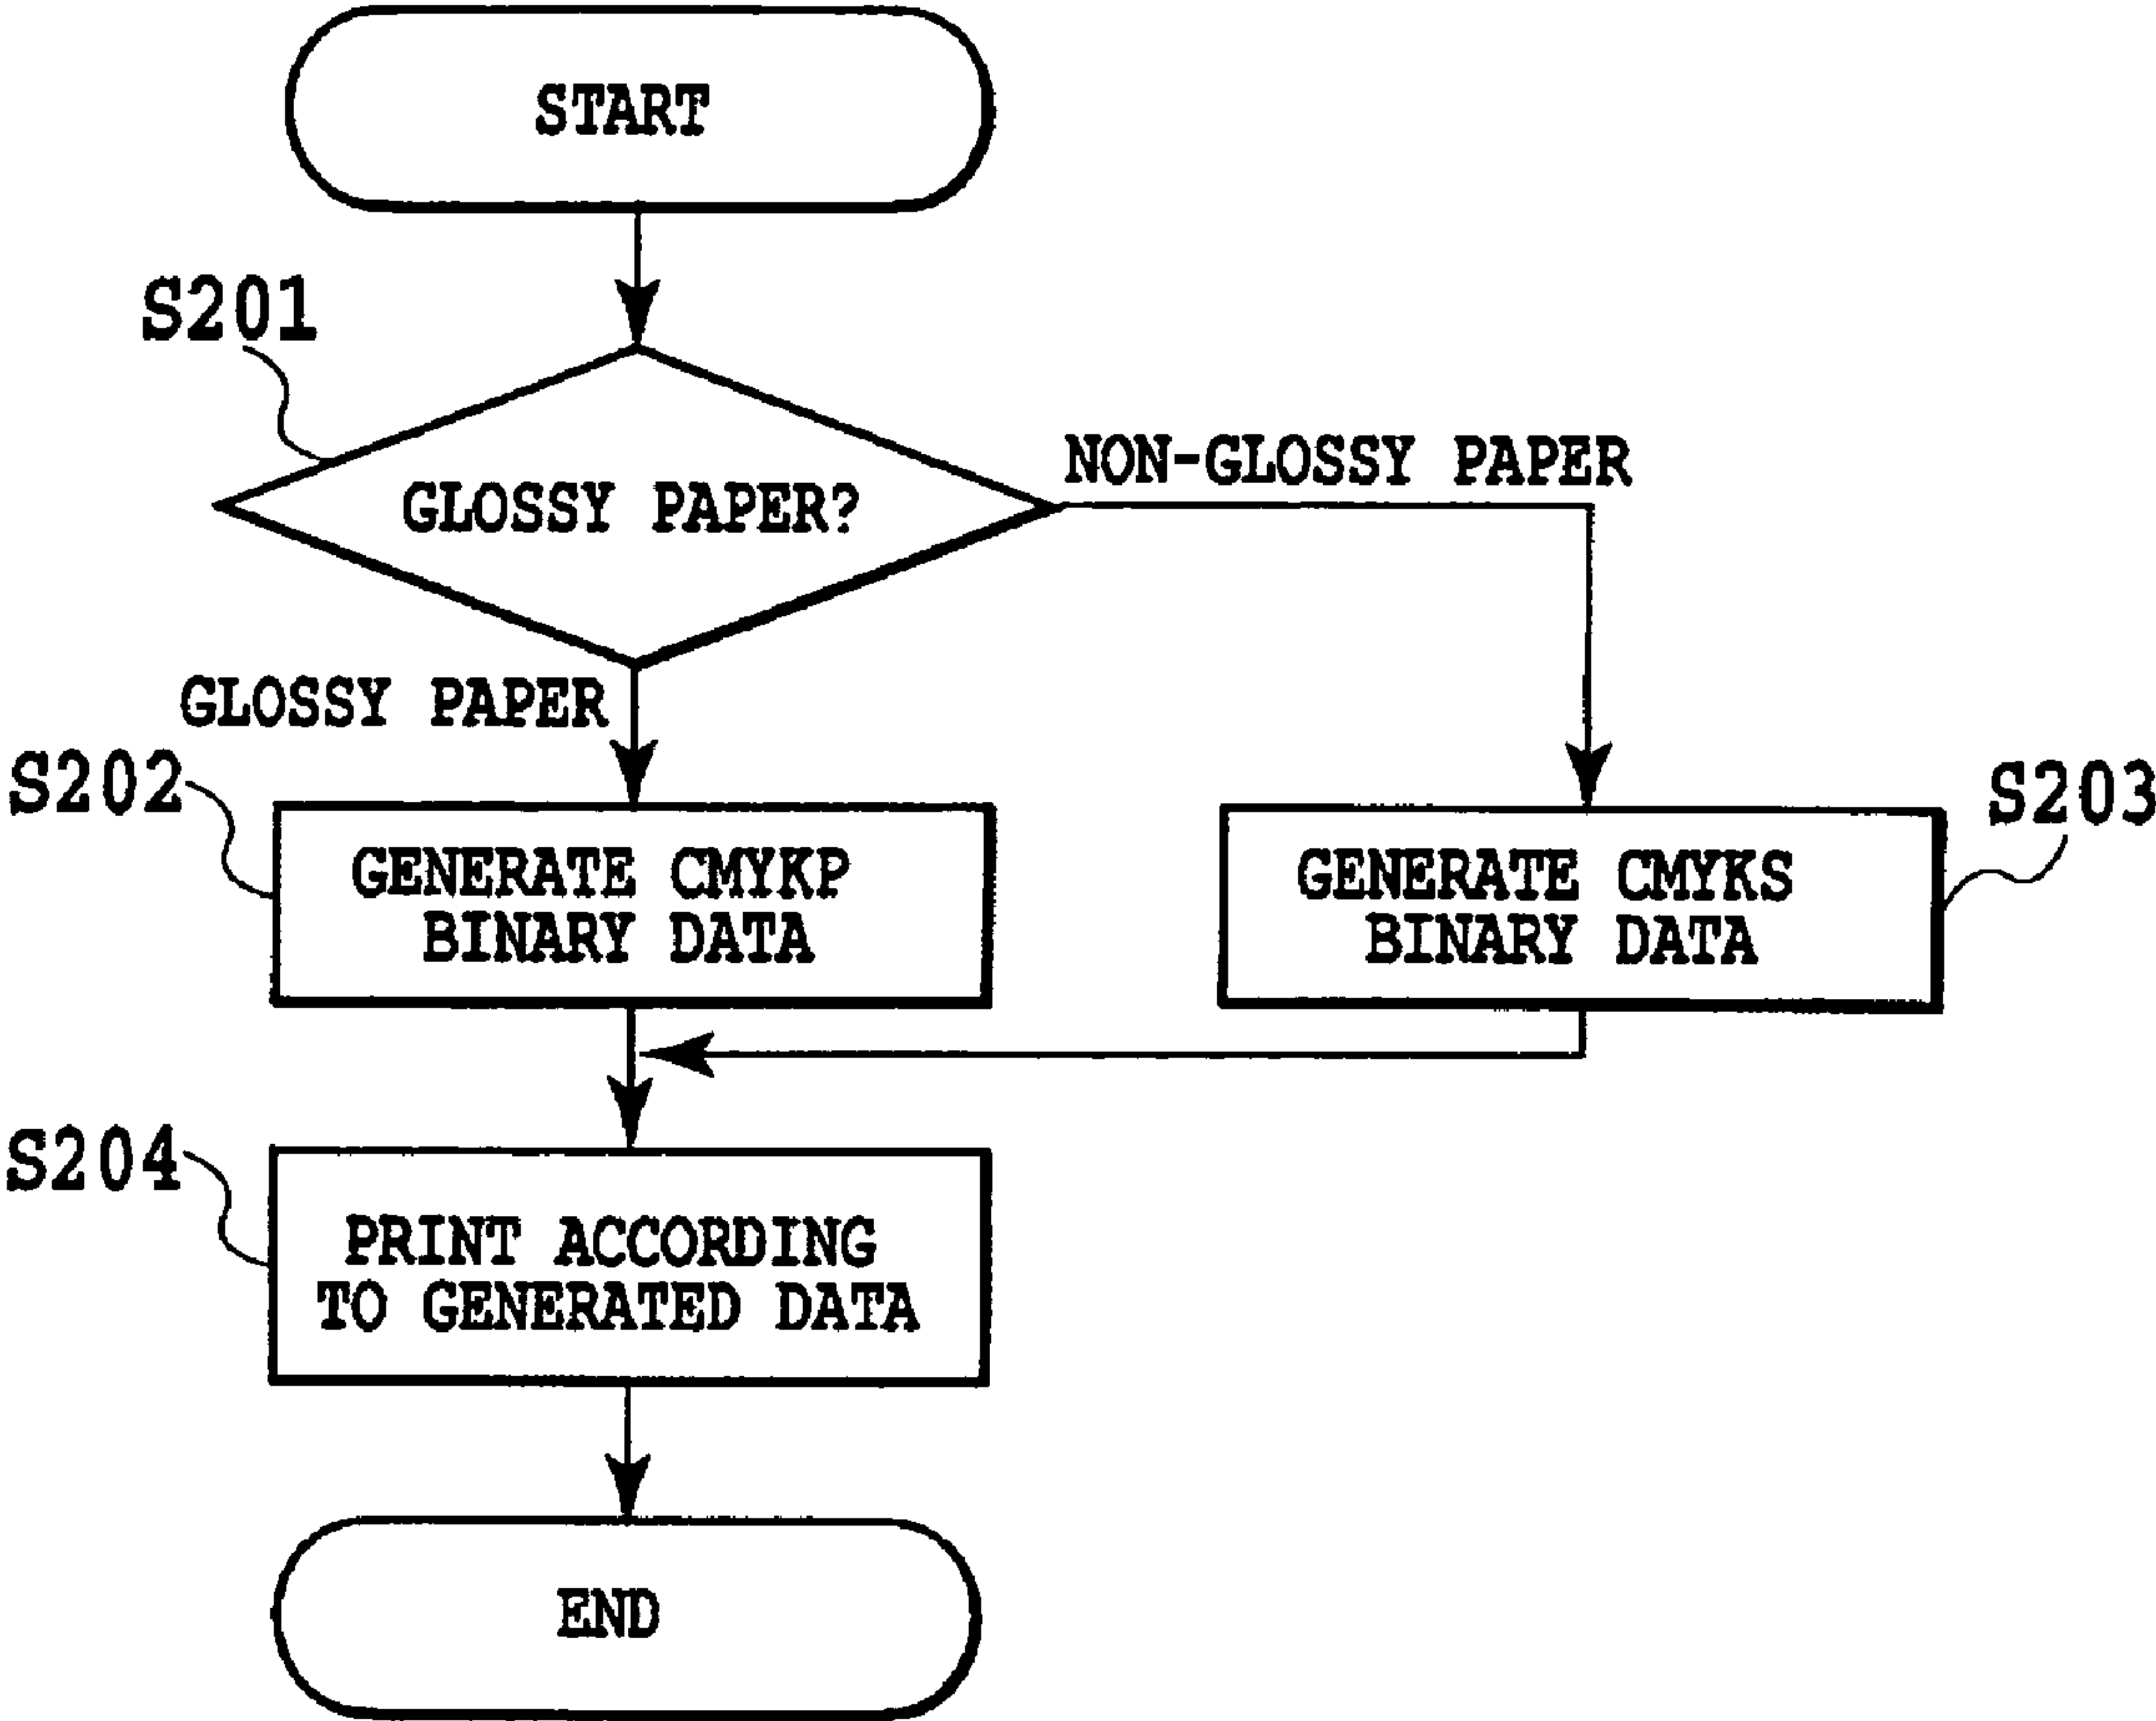 START
S201
NON-GLOSSY PAPER
GLOSSY PAPER?
GLOSSY PAPER
S202
S203
GENERATE CMYKP
BINARY DATA
GENERATE CMYKS
BINARY DATA
S204
PRINT ACCORDING
TO GENERATED DATA
END